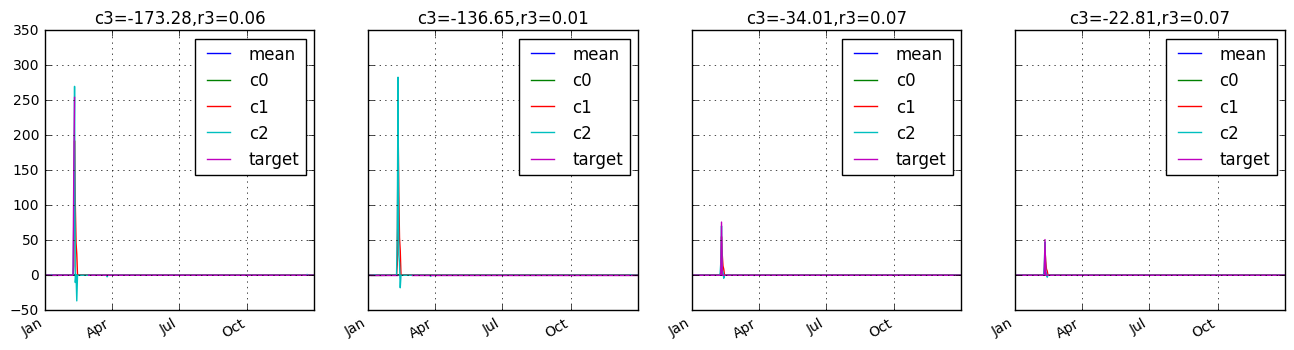 c3=-173.28,r3=0.06
350
300
250
200
150
100
50
0
−50
Jan
Apr
Jul
Oct
mean
c0
c1
c2
target
c3=-136.65,r3=0.01
Jan
Apr
Jul
Oct
mean
c0
c1
c2
target
c3=-34.01,r3=0.07
Jan
Apr
Jul
Oct
mean
c0
c1
c2
target
c3=-22.81,r3=0.07
Jan
Apr
Jul
Oct
mean
c0
c1
c2
target